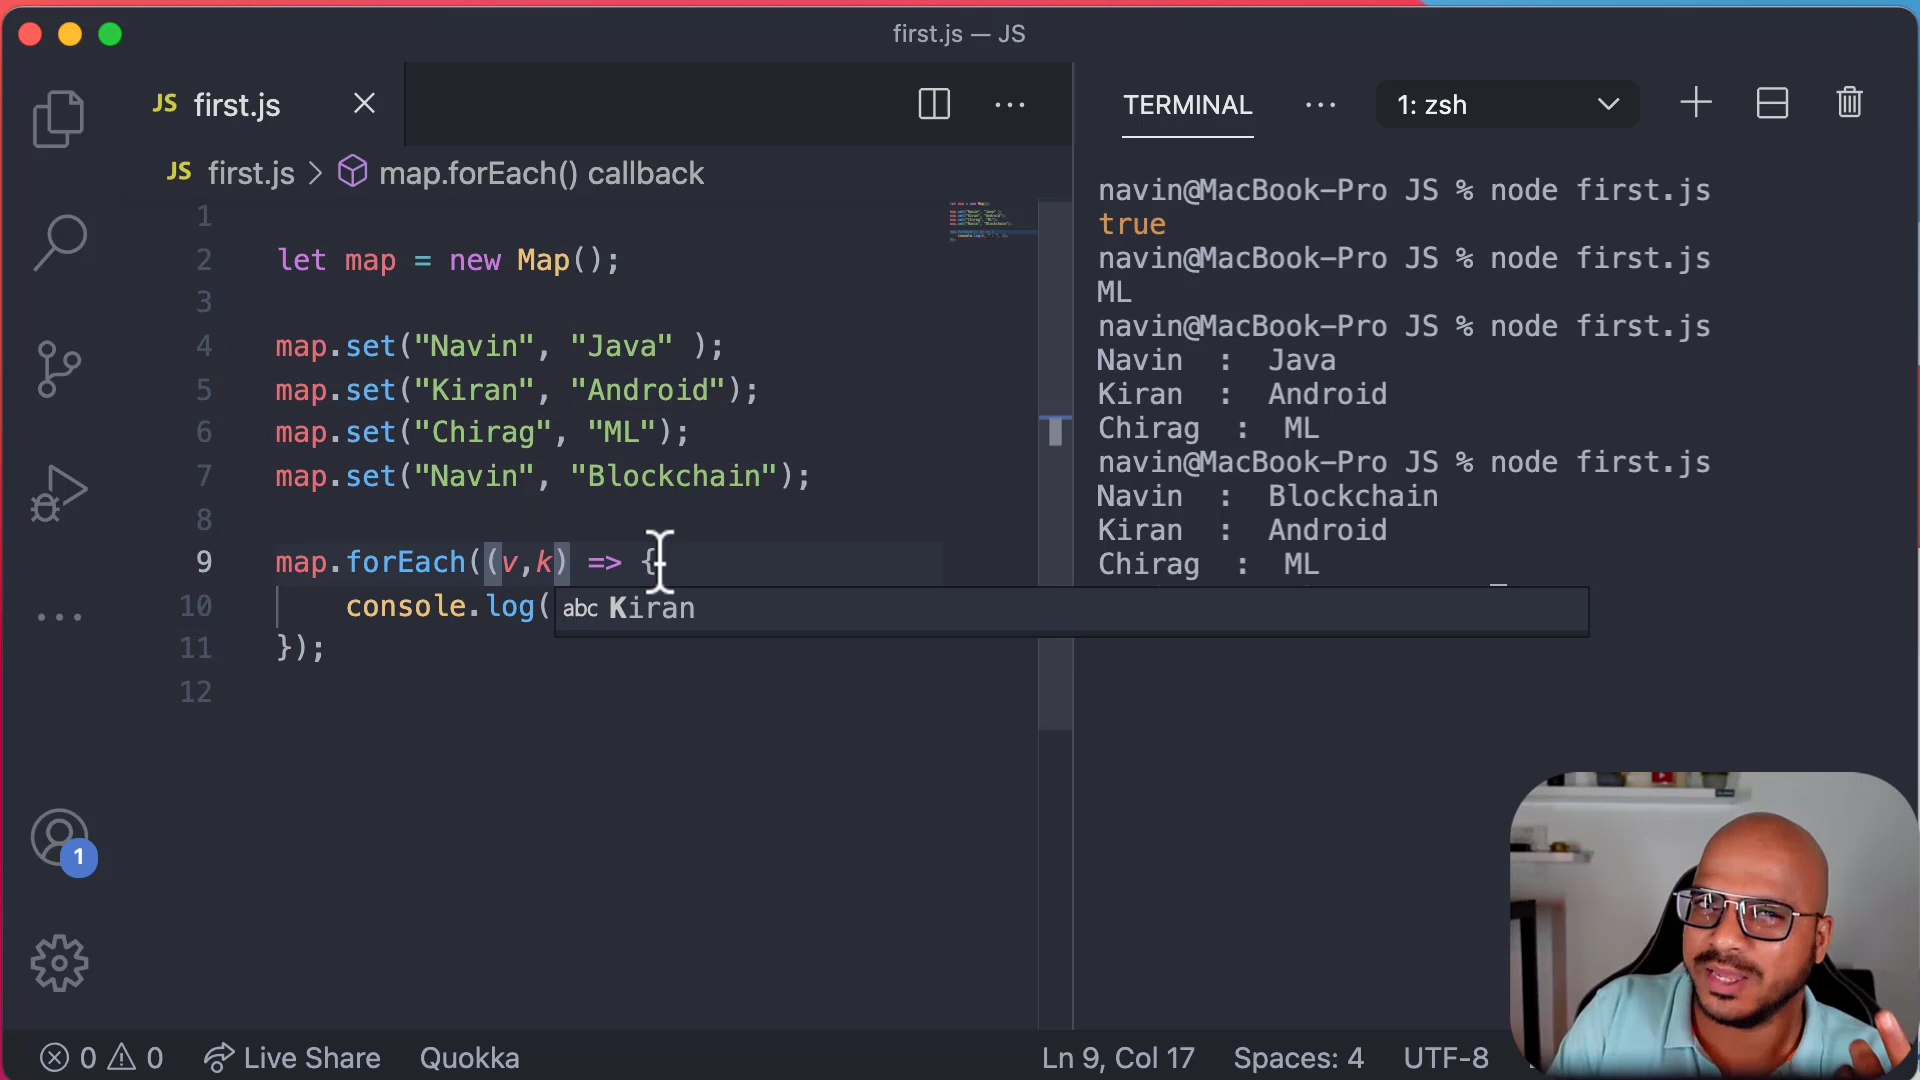 first.js — JS
JS first.js
JS first.js > map.forEach() callback
1
2 let map = new Map();
3
4 map.set("Navin", "Java" );
5 map.set("Kiran", "Android");
6 map.set("Chirag", "ML");
7 map.set("Navin", "Blockchain");
8
9 map.forEach((v,k) => {
10 console.log(
abc Kiran
11 });
12
TERMINAL ··· 1: zsh
navin@MacBook-Pro JS % node first.js
true
navin@MacBook-Pro JS % node first.js
ML
navin@MacBook-Pro JS % node first.js
Navin : Java
Kiran : Android
Chirag : ML
navin@MacBook-Pro JS % node first.js
Navin : Blockchain
Kiran : Android
Chirag : ML
1
0 0 Live Share Quokka Ln 9, Col 17 Spaces: 4 UTF-8